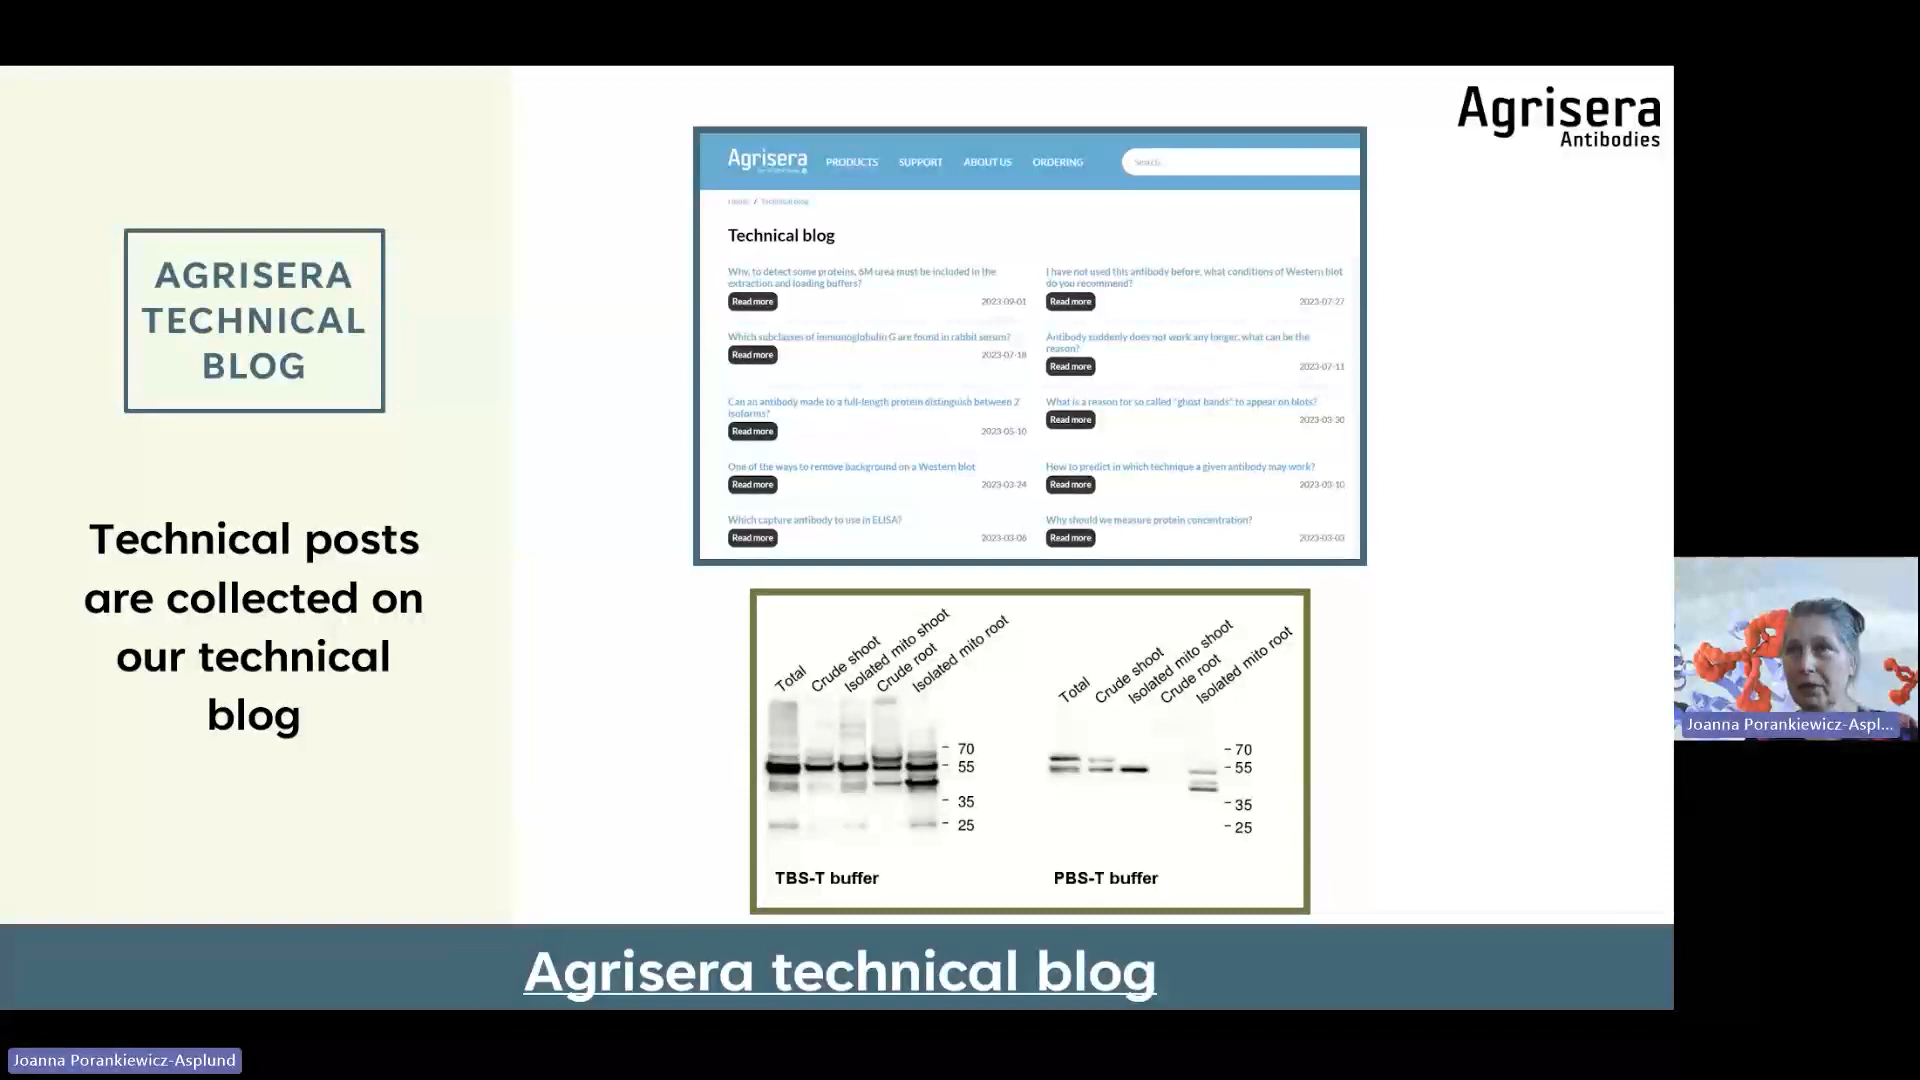 Agrisera
Antibodies
AGRISERA
TECHNICAL
BLOG
Technical posts
are collected on
our technical
blog
Agrisera
PRODUCTS SUPPORT ABOUT US ORDERING
Search...
Home / Technical blog
Technical blog
Why, to detect some proteins, 6M urea must be included in the
extraction and loading buffers?
Read more 2023-09-01
I have not used this antibody before, what conditions of Western blot
do you recommend?
Read more 2023-07-27
Which subclasses of immunoglobulin G are found in rabbit serum?
Read more 2023-07-18
Antibody suddenly does not work any longer, what can be the
reason?
Read more 2023-07-11
Can an antibody made to a full-length protein distinguish between 2
isoforms?
Read more 2023-05-10
What is a reason for so called "ghost bands" to appear on blots?
Read more 2023-03-30
One of the ways to remove background on a Western blot
Read more 2023-03-24
How to predict in which technique a given antibody may work?
Read more 2023-03-10
Which capture antibody to use in ELISA?
Read more 2023-03-06
Why should we measure protein concentration?
Read more 2023-03-03
Total
Crude shoot
Isolated mito shoot
Crude root
Isolated mito root
- 70
- 55
- 35
- 25
TBS-T buffer
Total
Crude shoot
Isolated mito shoot
Crude root
Isolated mito root
- 70
- 55
- 35
- 25
PBS-T buffer
Agrisera technical blog
Joanna Porankiewicz-Aspl...
Joanna Porankiewicz-Asplund